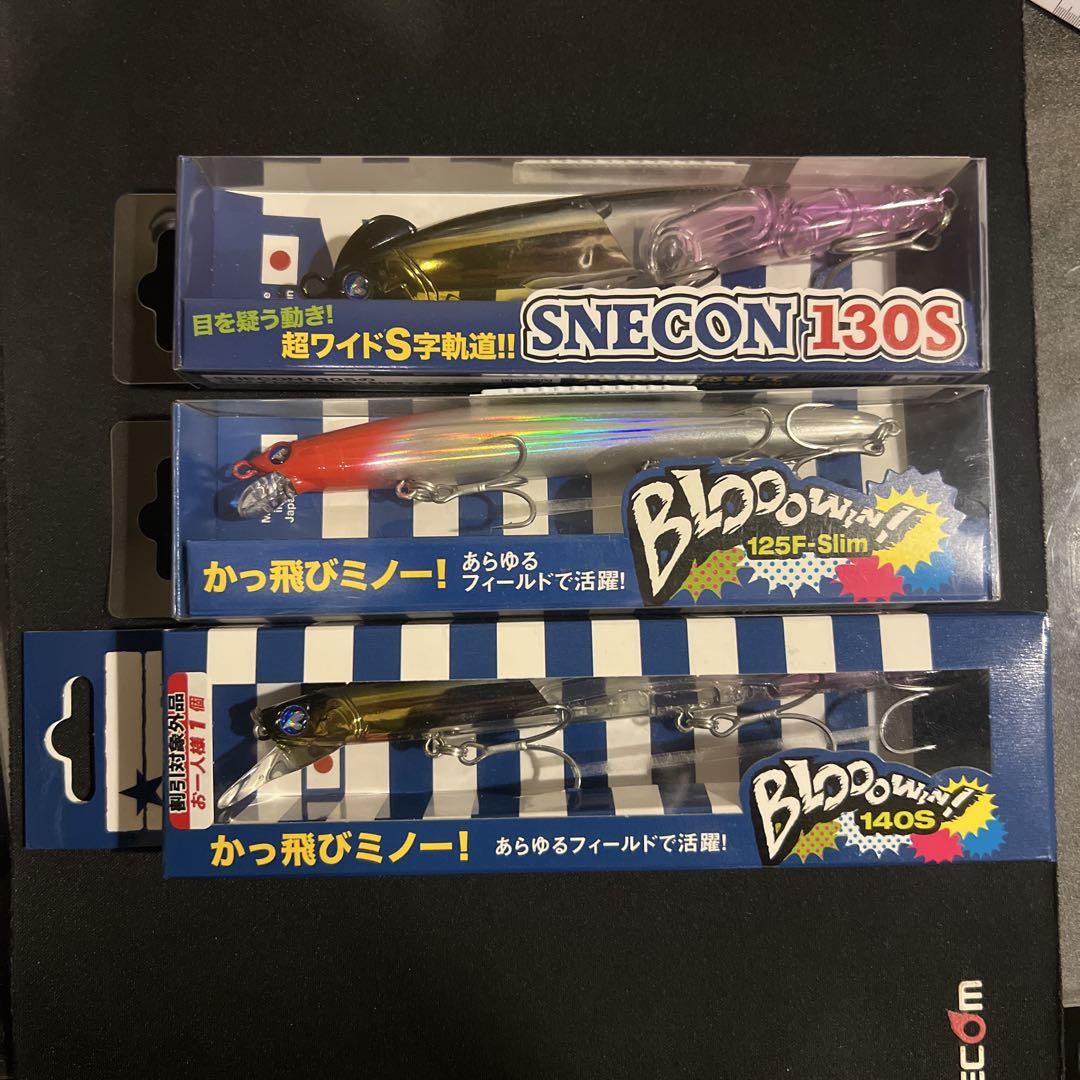 目を疑う動き!
超ワイドS字軌道!!
SNECON 130S
かっ飛びミノー!
あらゆる
フィールドで活躍!
BLOOOWIN!
125F-Slim
割引対象外品
お一人様1個
かっ飛びミノー!
あらゆるフィールドで活躍!
BLOOOWIN!
140S
ECOM